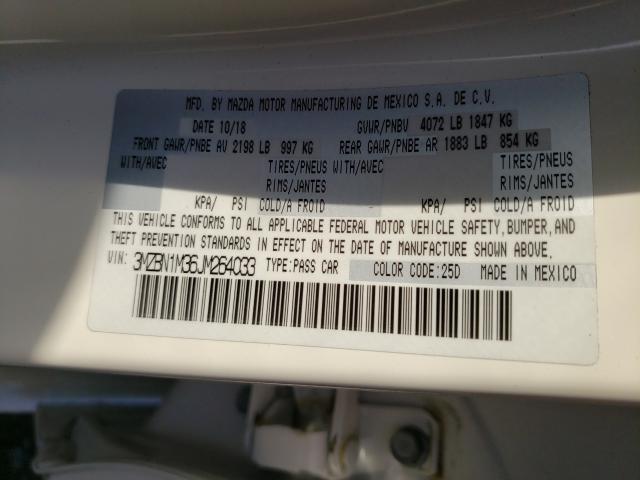 MFD. BY MAZDA MOTOR MANUFACTURING DE MEXICO S.A. DE C.V.
DATE 10/18 GVWR/PNBV 4072 LB 1847 KG
FRONT GAWR/PNBE AV 2198 LB 997 KG REAR GAWR/PNBE AR 1883 LB 854 KG
WITH/AVEC TIRES/PNEUS WITH/AVEC TIRES/PNEUS
RIMS/JANTES RIMS/JANTES
KPA/ PSI COLD/A FROID KPA/ PSI COLD/A FROID
THIS VEHICLE CONFORMS TO ALL APPLICABLE FEDERAL MOTOR VEHICLE SAFETY, BUMPER, AND
THEFT PREVENTION STANDARDS IN EFFECT ON THE DATE OF MANUFACTURE SHOWN ABOVE.
VIN: 3MZBN1M36JM264033 TYPE:PASS CAR COLOR CODE:25D MADE IN MEXICO